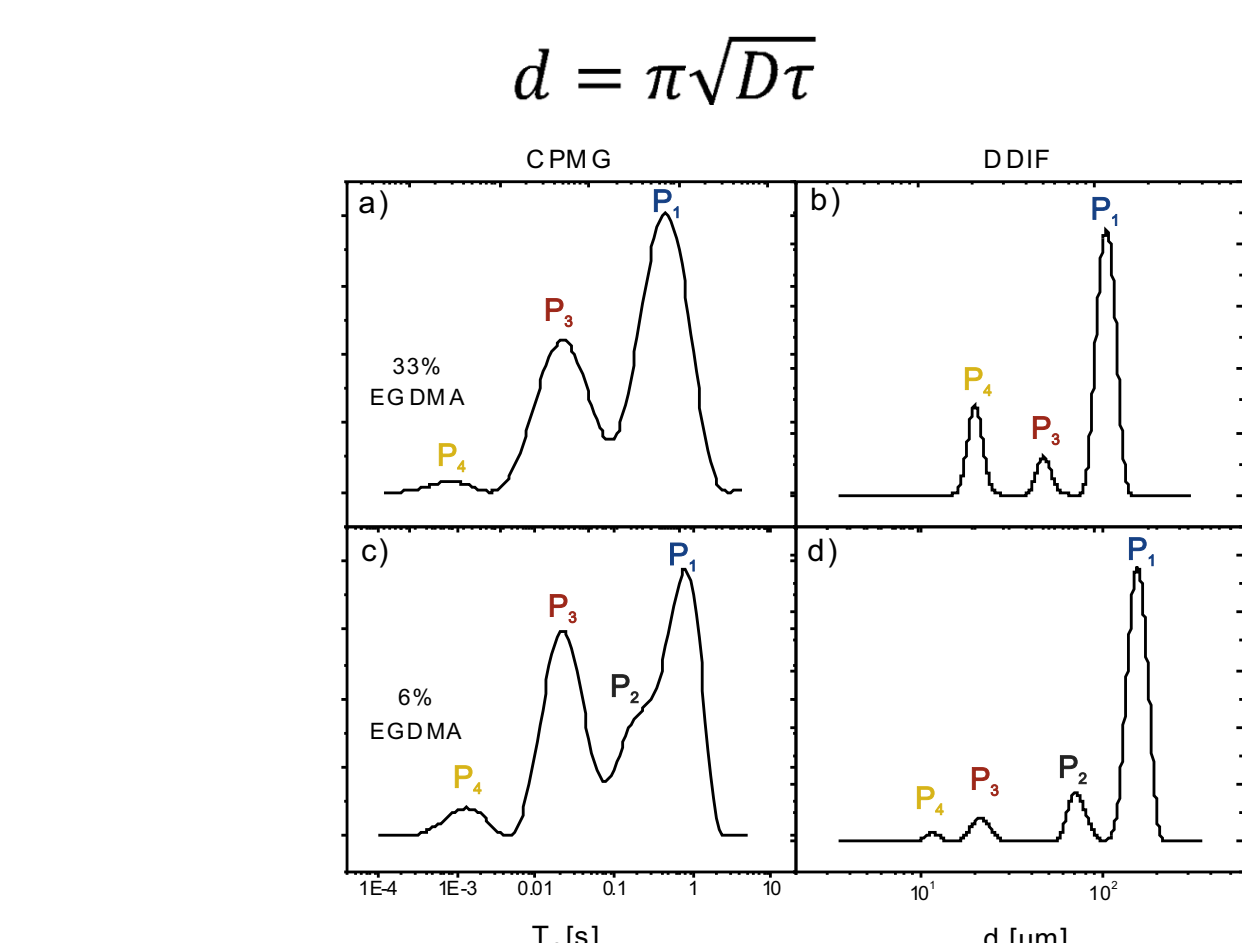 d = π√Dτ
CPMG
DDIF
a)
P₁
P₃
33%
EGDMA
P₄
b)
P₁
P₄
P₃
c)
P₁
P₃
P₂
6%
EGDMA
P₄
d)
P₁
P₂
P₃
P₄
1E-4 1E-3 0.01 0.1 1 10
10¹ 10²
[s]
d [um]